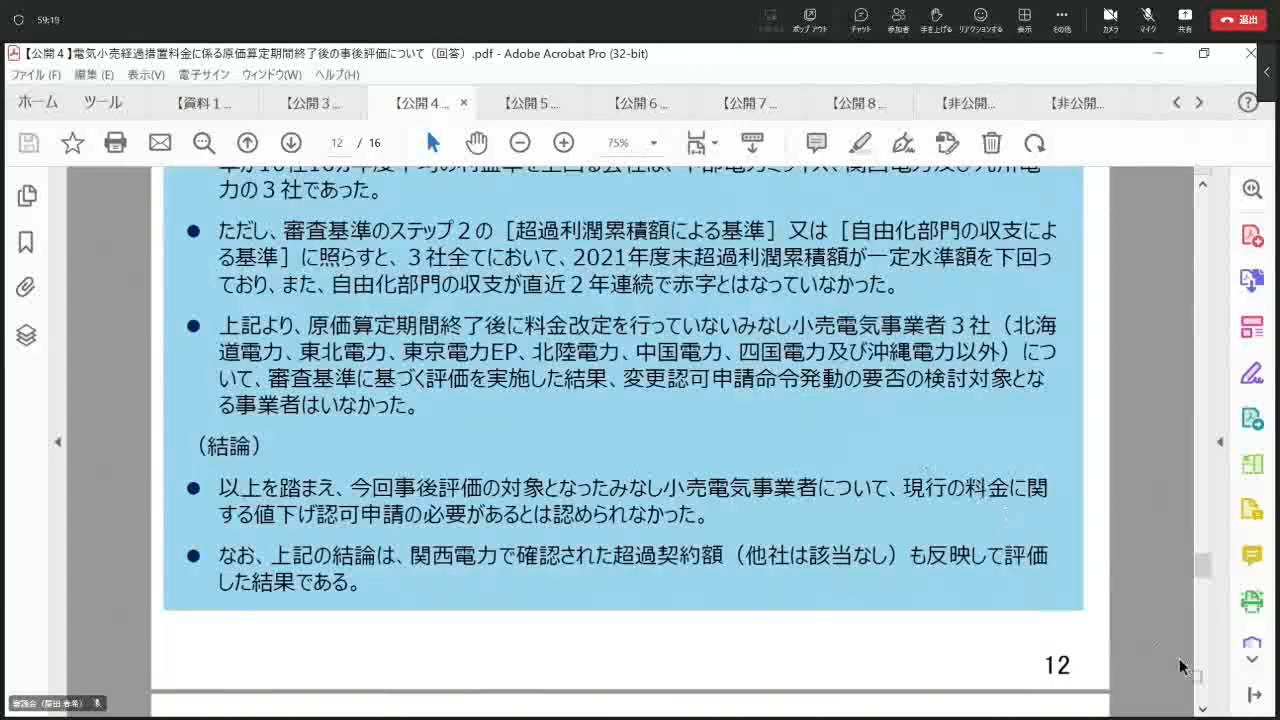 59:19
ポップ アウト
チャット
参加者
手を上げる
リアクションする
表示
その他
カメラ
マイク
共有
退出
【公開４】電気小売経過措置料金に係る原価算定期間終了後の事後評価について（回答）.pdf - Adobe Acrobat Pro (32-bit)
ファイル(F) 編集(E) 表示(V) 電子サイン ウィンドウ(W) ヘルプ(H)
ホーム ツール 【資料１... 【公開３... 【公開４... × 【公開５... 【公開６... 【公開７... 【公開８... 【非公開... 【非公開...
12 / 16 75%
力の３社であった。
● ただし、審査基準のステップ２の［超過利潤累積額による基準］又は［自由化部門の収支によ
る基準］に照らすと、３社全てにおいて、2021年度末超過利潤累積額が一定水準額を下回っ
ており、また、自由化部門の収支が直近２年連続で赤字とはなっていなかった。
● 上記より、原価算定期間終了後に料金改定を行っていないみなし小売電気事業者３社（北海
道電力、東北電力、東京電力EP、北陸電力、中国電力、四国電力及び沖縄電力以外）につ
いて、審査基準に基づく評価を実施した結果、変更認可申請命令発動の要否の検討対象とな
る事業者はいなかった。
（結論）
● 以上を踏まえ、今回事後評価の対象となったみなし小売電気事業者について、現行の料金に関
する値下げ認可申請の必要があるとは認められなかった。
● なお、上記の結論は、関西電力で確認された超過契約額（他社は該当なし）も反映して評価
した結果である。
12